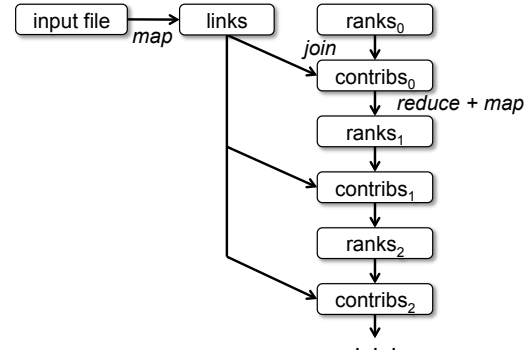 input file
map
links
join
ranks₀
contribs₀
reduce + map
ranks₁
contribs₁
ranks₂
contribs₂
. . .